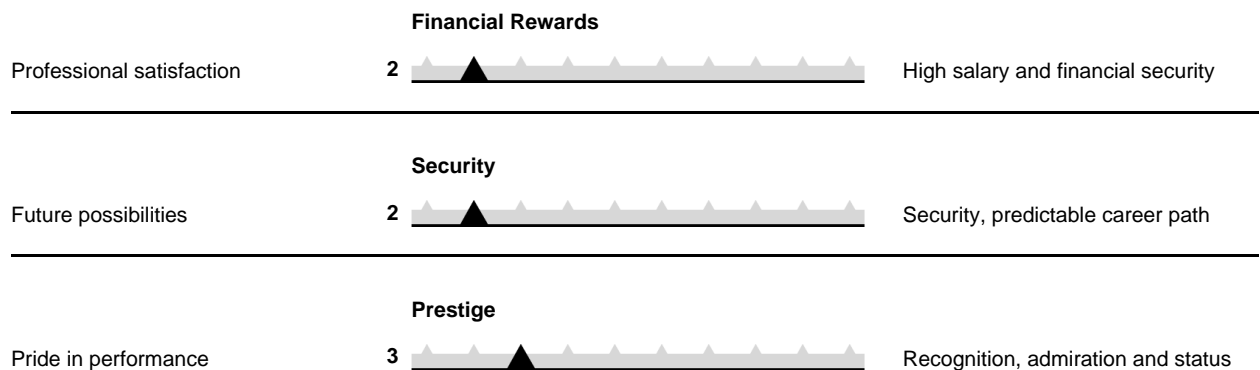 Financial Rewards
Professional satisfaction 2 High salary and financial security
Security
Future possibilities 2 Security, predictable career path
Prestige
Pride in performance 3 Recognition, admiration and status